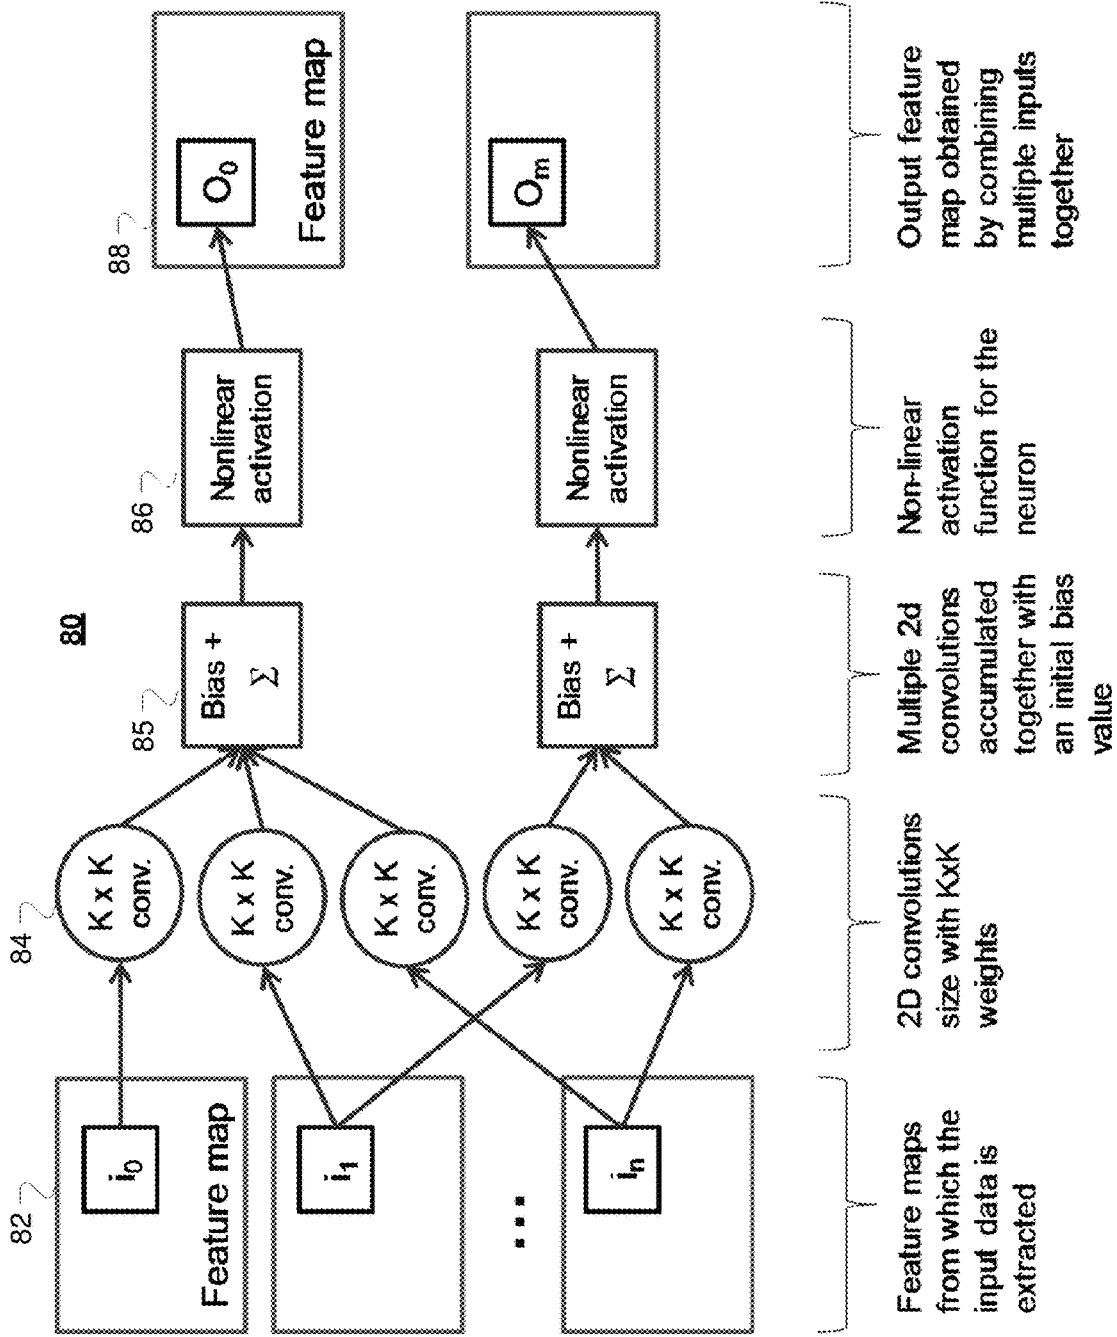 80
82
i0
Feature map
i1
...
in
84
K x K
conv.
K x K
conv.
K x K
conv.
K x K
conv.
K x K
conv.
85
Bias +
Σ
Bias +
Σ
86
Nonlinear
activation
Nonlinear
activation
88
O0
Feature map
Om
Feature maps
from which the
input data is
extracted
2D convolutions
size with KxK
weights
Multiple 2d
convolutions
accumulated
together with
an initial bias
value
Non-linear
activation
function for the
neuron
Output feature
map obtained
by combining
multiple inputs
together